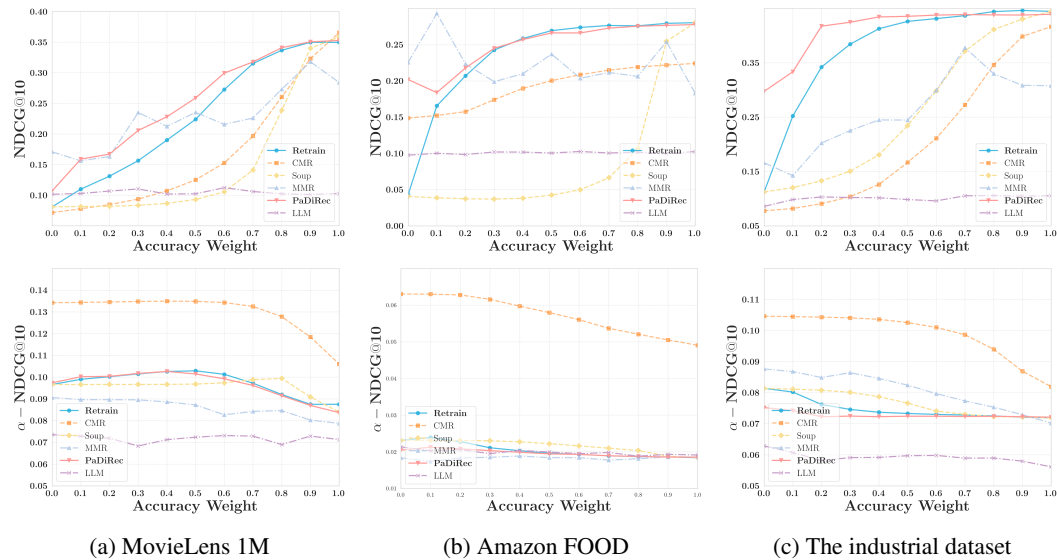 0.40
0.35
0.30
0.25
0.20
0.15
0.10
NDCG@10
Retrain
CMR
Soup
MMR
PaDiRec
LLM
0.0 0.1 0.2 0.3 0.4 0.5 0.6 0.7 0.8 0.9 1.0
Accuracy Weight
0.25
0.20
0.15
0.10
0.05
0.00
NDCG@10
Retrain
CMR
Soup
MMR
PaDiRec
LLM
0.0 0.1 0.2 0.3 0.4 0.5 0.6 0.7 0.8 0.9 1.0
Accuracy Weight
0.45
0.35
0.25
0.15
0.05
NDCG@10
Retrain
CMR
Soup
MMR
PaDiRec
LLM
0.0 0.1 0.2 0.3 0.4 0.5 0.6 0.7 0.8 0.9 1.0
Accuracy Weight
0.14
0.13
0.12
0.11
0.10
0.09
0.08
0.07
0.06
0.05
α − NDCG@10
Retrain
CMR
Soup
MMR
PaDiRec
LLM
0.0 0.1 0.2 0.3 0.4 0.5 0.6 0.7 0.8 0.9 1.0
Accuracy Weight
0.06
0.05
0.04
0.03
0.02
0.01
α − NDCG@10
Retrain
CMR
Soup
MMR
PaDiRec
LLM
0.0 0.1 0.2 0.3 0.4 0.5 0.6 0.7 0.8 0.9 1.0
Accuracy Weight
0.11
0.10
0.09
0.08
0.07
0.06
0.05
α − NDCG@10
Retrain
CMR
Soup
MMR
PaDiRec
LLM
0.0 0.1 0.2 0.3 0.4 0.5 0.6 0.7 0.8 0.9 1.0
Accuracy Weight
(a) MovieLens 1M
(b) Amazon FOOD
(c) The industrial dataset